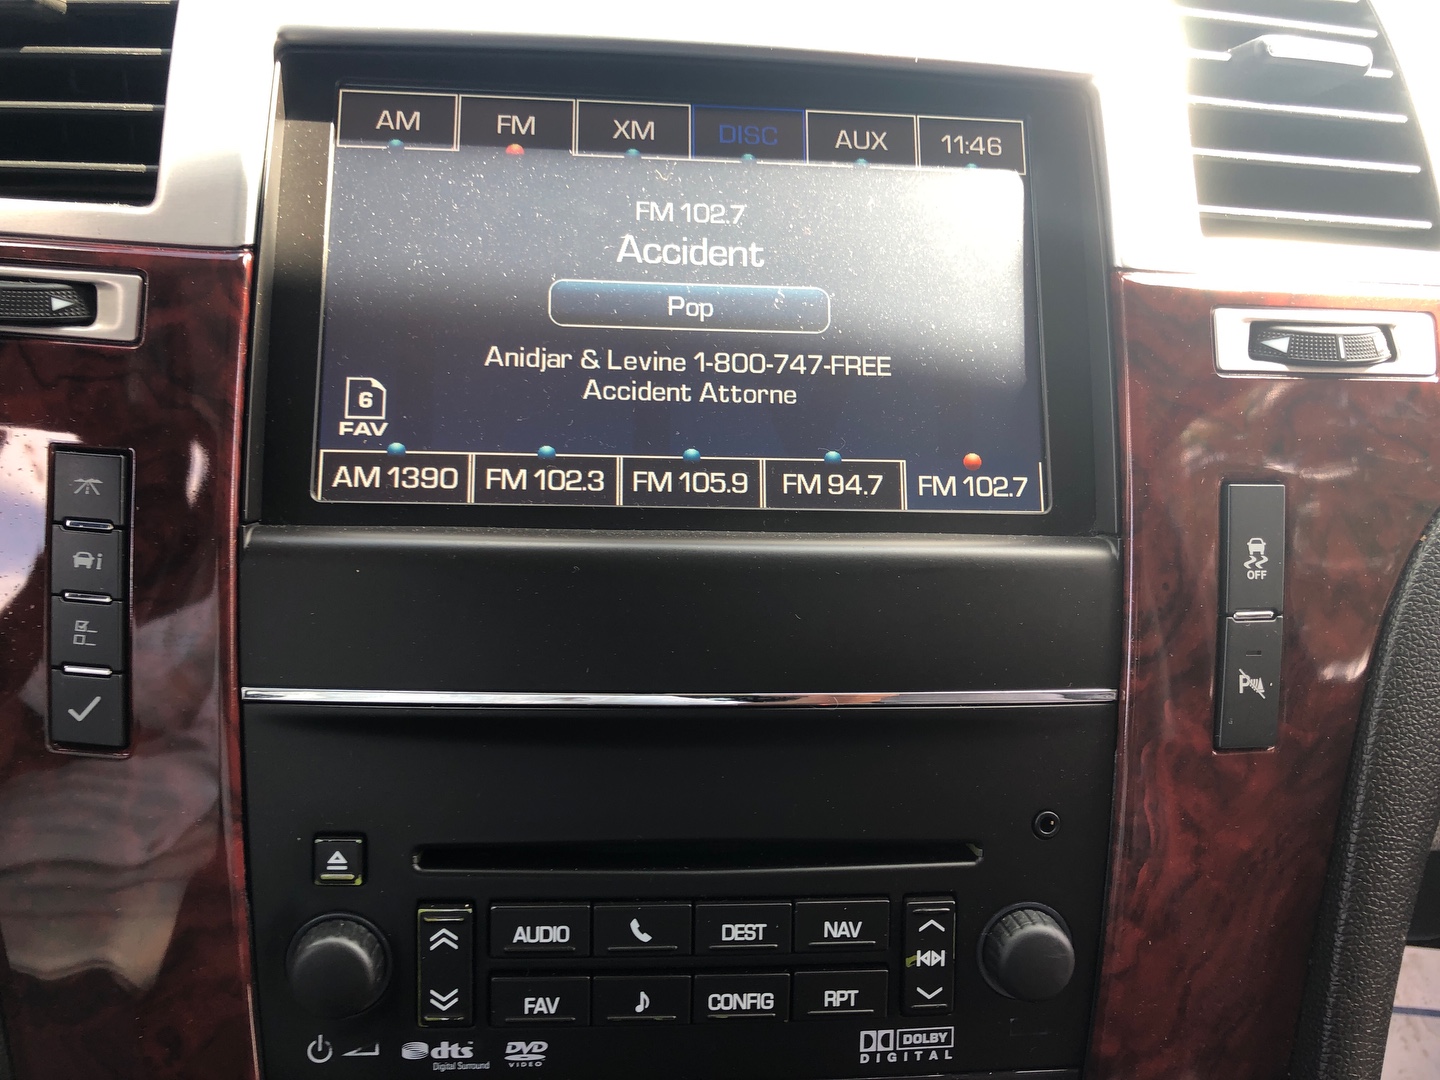 AM FM XM DISC AUX 11:46
FM 102.7
Accident
Pop
Anidjar & Levine 1-800-747-FREE
Accident Attorne
6
FAV
AM 1390 FM 102.3 FM 105.9 FM 94.7 FM 102.7
i
OFF
P
AUDIO DEST NAV
FAV CONFIG RPT
dts
Digital Surround
DVD
VIDEO
DOLBY
DIGITAL